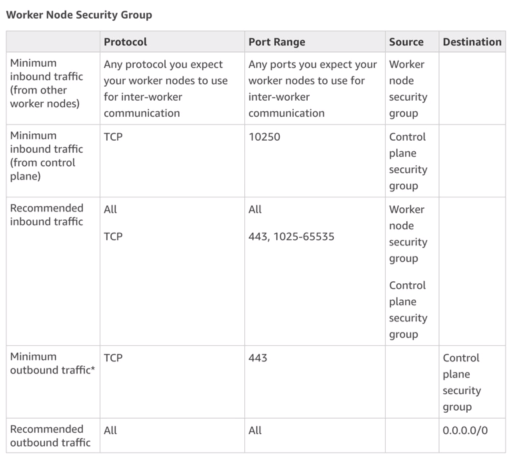 Worker Node Security Group
Protocol Port Range Source Destination
Minimum inbound traffic (from other worker nodes) Any protocol you expect your worker nodes to use for inter-worker communication Any ports you expect your worker nodes to use for inter-worker communication Worker node security group
Minimum inbound traffic (from control plane) TCP 10250 Control plane security group
Recommended inbound traffic All All Worker node security group
TCP 443, 1025-65535 Control plane security group
Minimum outbound traffic* TCP 443 Control plane security group
Recommended outbound traffic All All 0.0.0.0/0